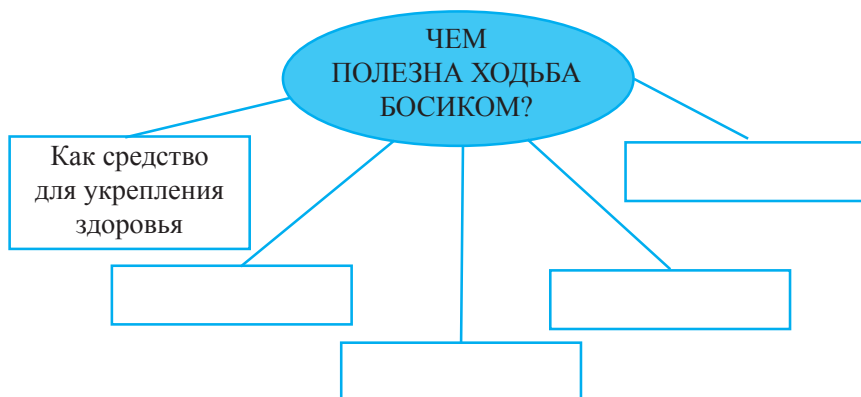 ЧЕМ
ПОЛЕЗНА ХОДЬБА
БОСИКОМ?
Как средство
для укрепления
здоровья